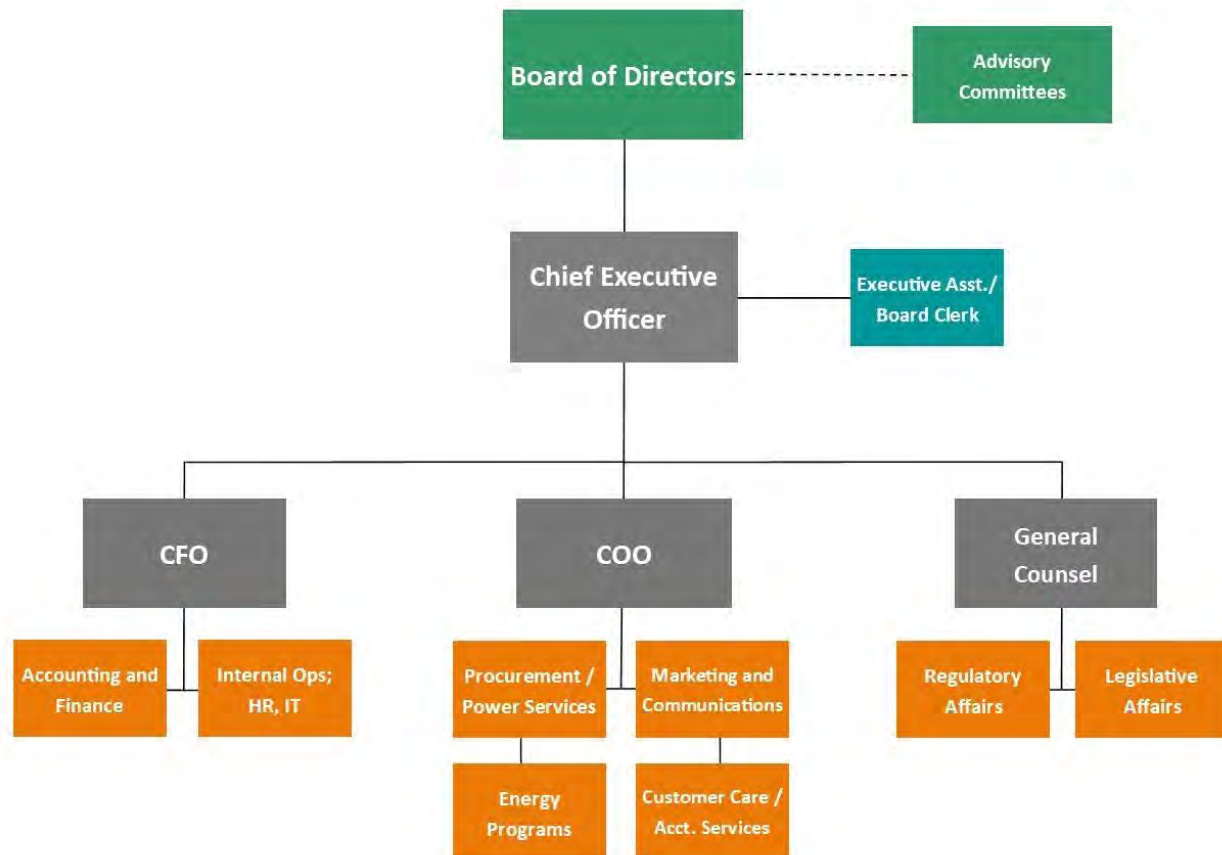 Board of Directors
Advisory
Committees
Chief Executive
Officer
Executive Asst./
Board Clerk
CFO
COO
General
Counsel
Accounting and
Finance
Internal Ops;
HR, IT
Procurement /
Power Services
Marketing and
Communications
Regulatory
Affairs
Legislative
Affairs
Energy
Programs
Customer Care /
Acct. Services